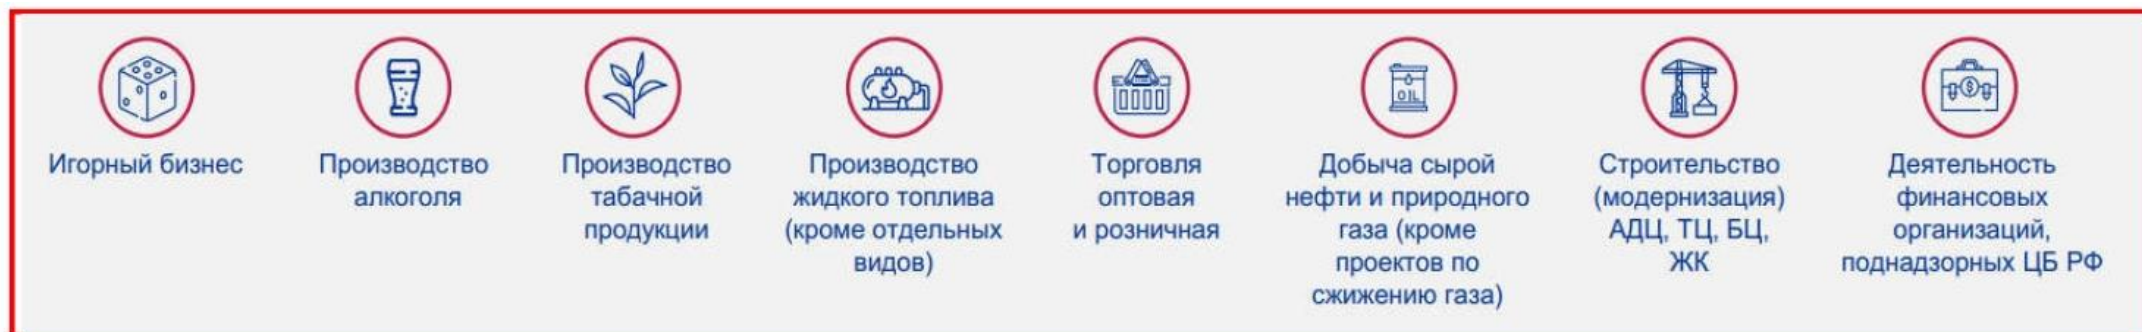 OIL
Игорный бизнес
Производство
алкоголя
Производство
табачной
продукции
Производство
жидкого топлива
(кроме отдельных
видов)
Торговля
оптовая
и розничная
Добыча сырой
нефти и природного
газа (кроме
проектов по
сжижению газа)
Строительство
(модернизация)
АДЦ, ТЦ, БЦ,
ЖК
Деятельность
финансовых
организаций,
поднадзорных ЦБ РФ